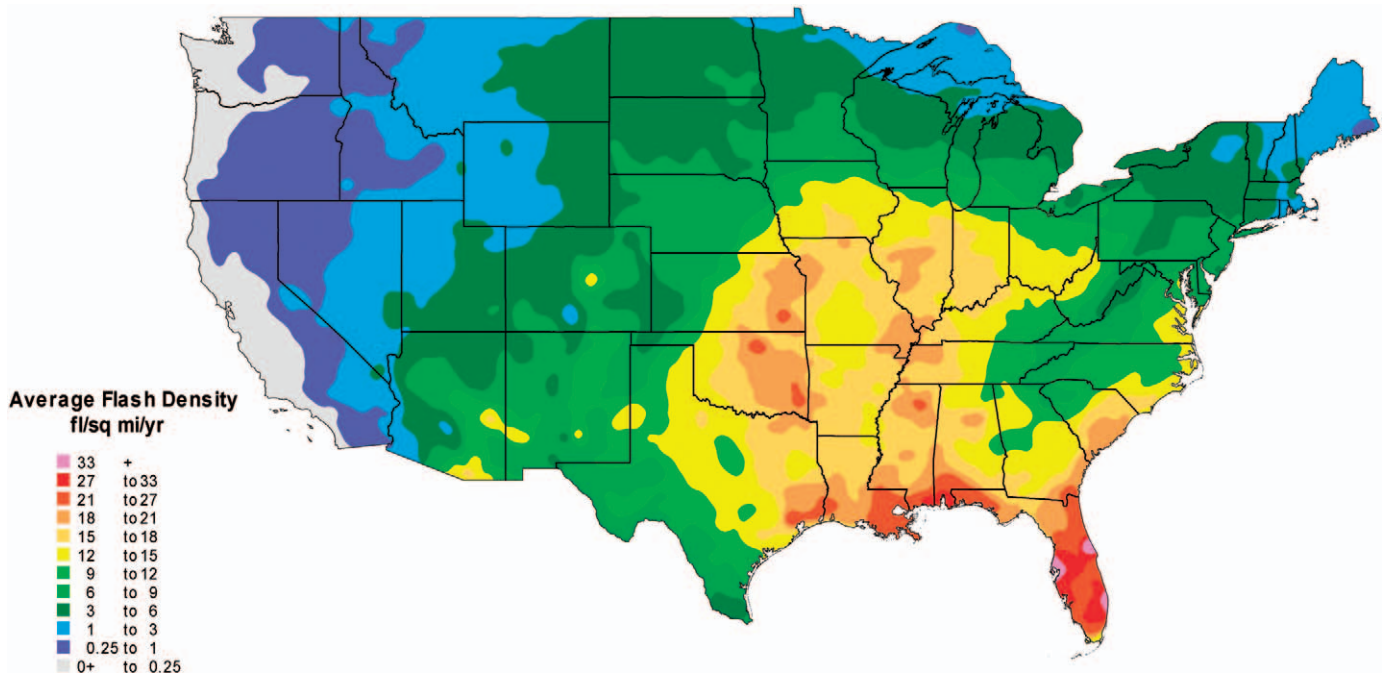 Average Flash Density
fl/sq mi/yr
33 +
27 to 33
21 to 27
18 to 21
15 to 18
12 to 15
9 to 12
6 to 9
3 to 6
1 to 3
0.25 to 1
0+ to 0.25